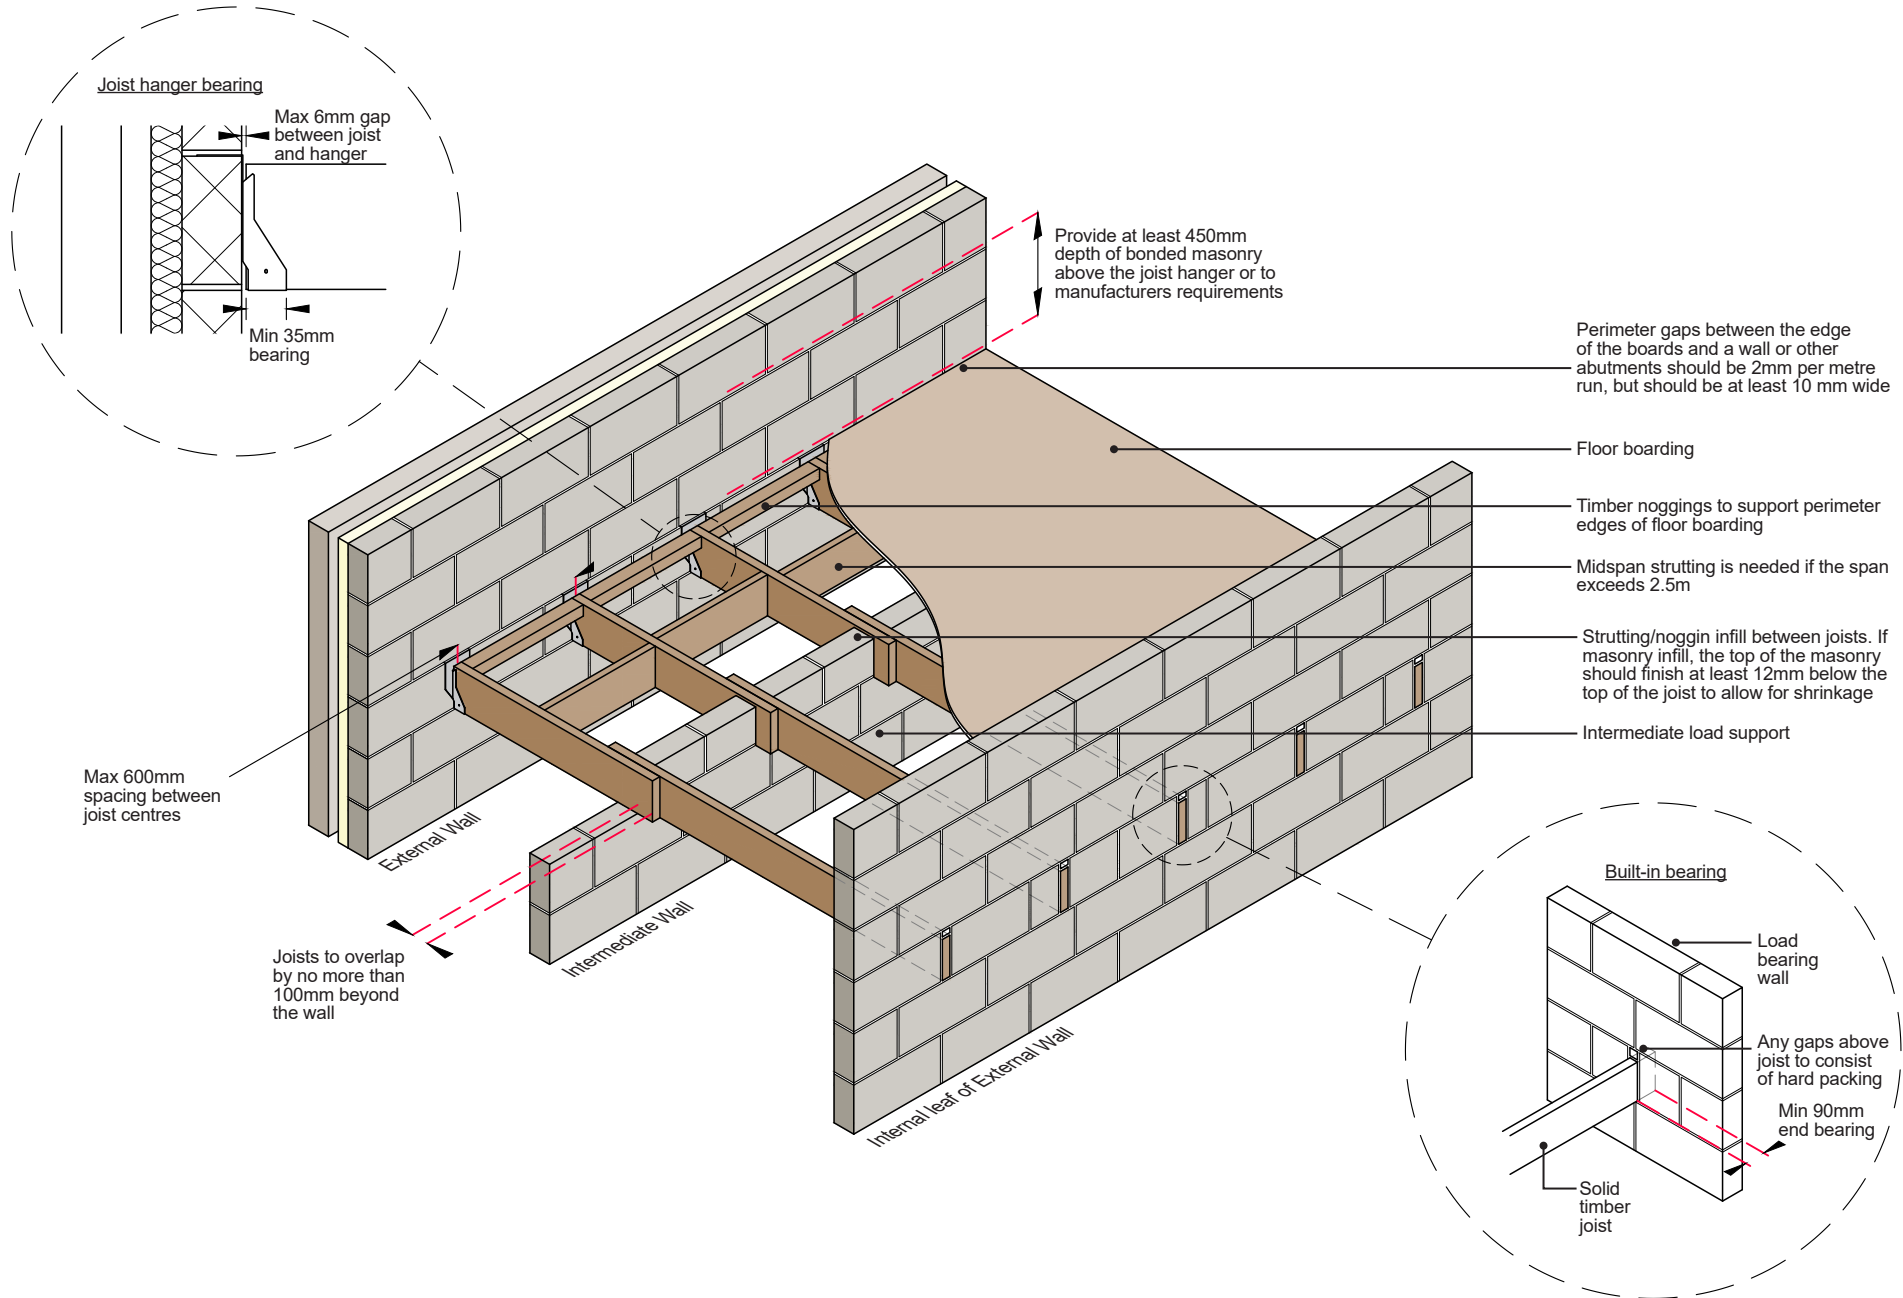 Joist hanger bearing
Max 6mm gap
between joist
and hanger
Min 35mm
bearing
Provide at least 450mm
depth of bonded masonry
above the joist hanger or to
manufacturers requirements
Perimeter gaps between the edge
of the boards and a wall or other
abutments should be 2mm per metre
run, but should be at least 10 mm wide
Floor boarding
Timber noggings to support perimeter
edges of floor boarding
Midspan strutting is needed if the span
exceeds 2.5m
Strutting/noggin infill between joists. If
masonry infill, the top of the masonry
should finish at least 12mm below the
top of the joist to allow for shrinkage
Intermediate load support
Max 600mm
spacing between
joist centres
External Wall
Intermediate Wall
Joists to overlap
by no more than
100mm beyond
the wall
Internal leaf of External Wall
Built-in bearing
Load
bearing
wall
Any gaps above
joist to consist
of hard packing
Min 90mm
end bearing
Solid
timber
joist